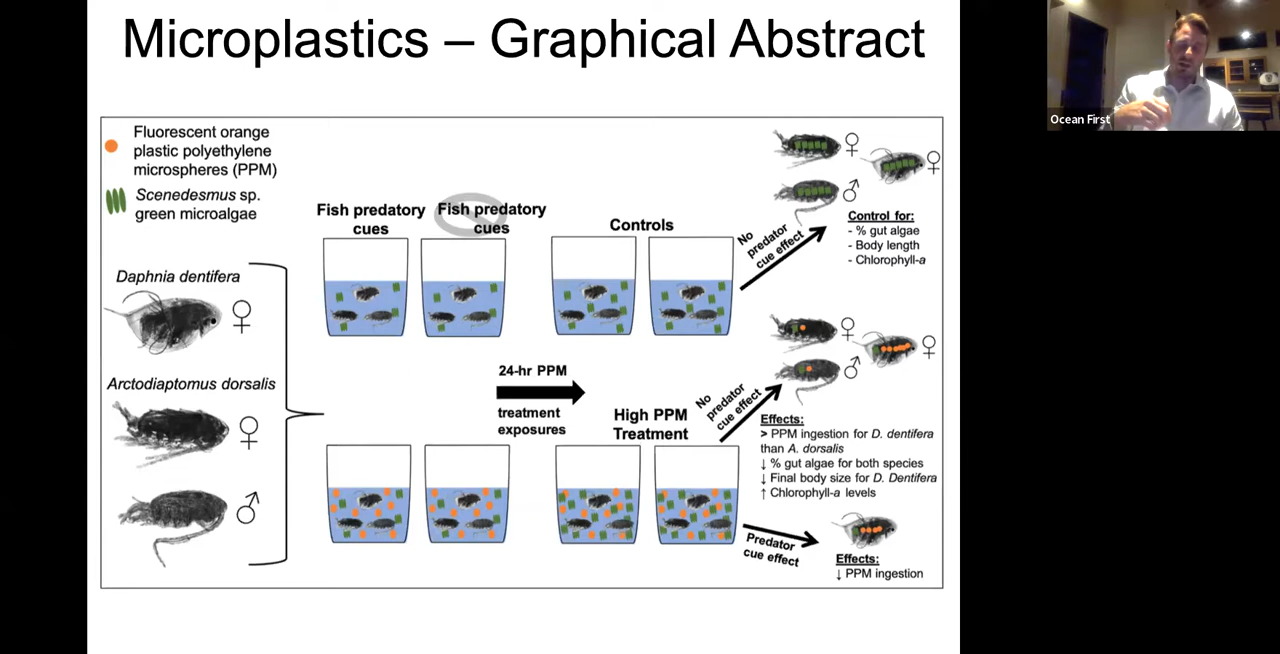 Microplastics – Graphical Abstract
Ocean First
Fluorescent orange
plastic polyethylene
microspheres (PPM)
Scenedesmus sp.
green microalgae
Daphnia dentifera
♀
Arctodiaptomus dorsalis
♀
♂
Fish predatory
cues
Fish predatory
cues
Controls
24-hr PPM
treatment
exposures
High PPM
Treatment
No
predator
cue effect
♀
♀
♂
Control for:
- % gut algae
- Body length
- Chlorophyll-a
No
predator
cue effect
♀
♀
♂
Effects:
> PPM ingestion for D. dentifera
than A. dorsalis
↓ % gut algae for both species
↓ Final body size for D. Dentifera
↑ Chlorophyll-a levels
Predator
cue effect
Effects:
↓ PPM ingestion